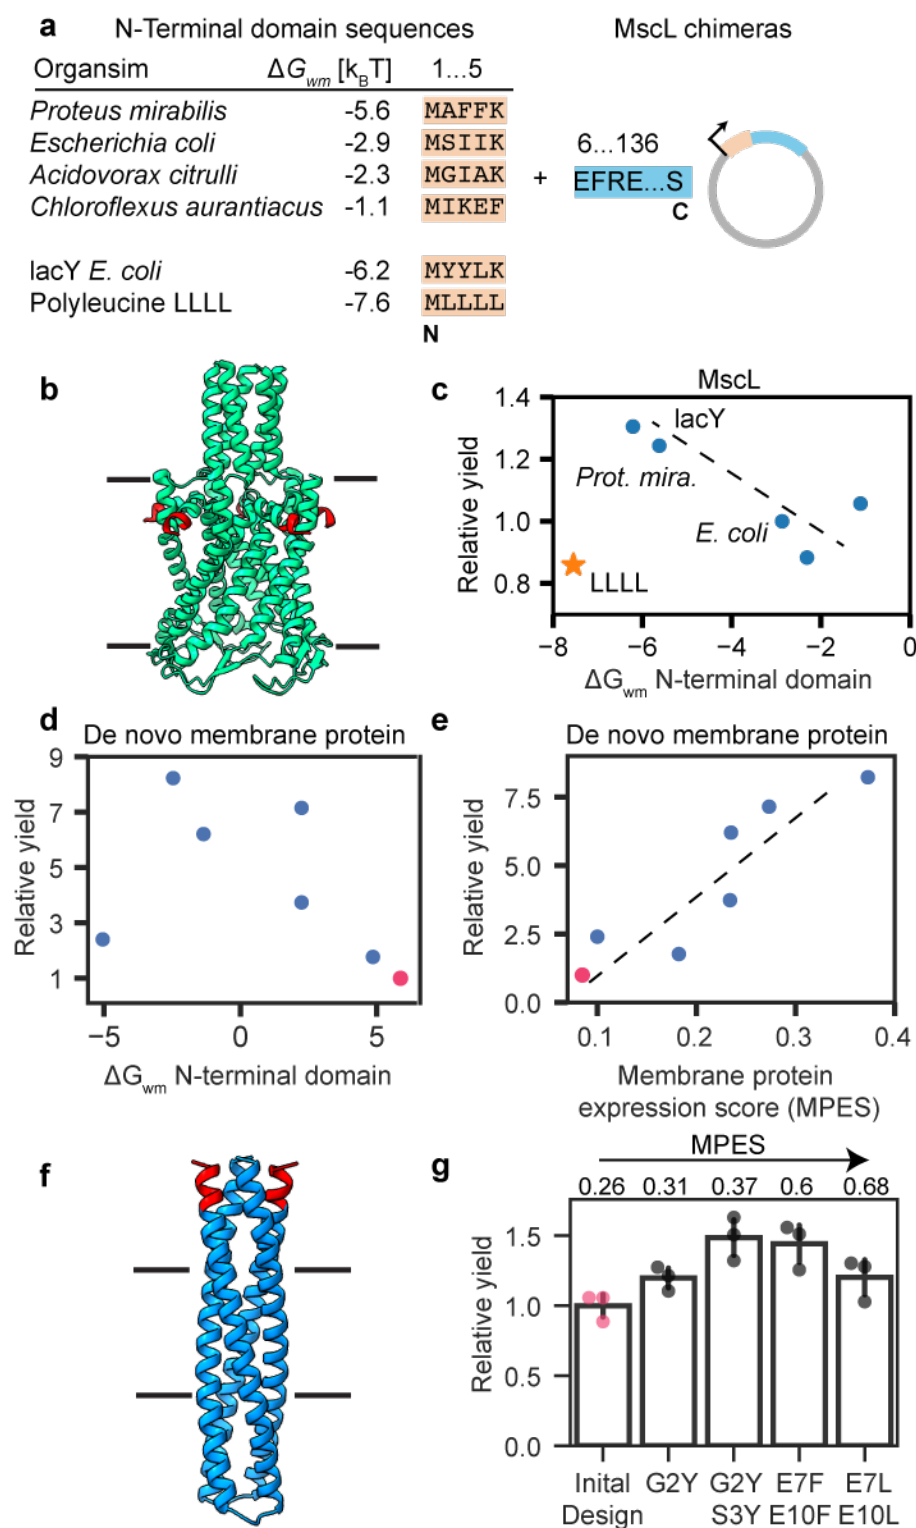 a N-Terminal domain sequences MscL chimeras
Organsim ΔGwm [kBT] 1...5
Proteus mirabilis -5.6 MAFFK
Escherichia coli -2.9 MSIIK
Acidovorax citrulli -2.3 MGIAK
Chloroflexus aurantiacus -1.1 MIKEF
+
6...136
EFRE...S
C
lacY E. coli -6.2 MYYLK
Polyleucine LLLL -7.6 MLLLL
N
b
c
MscL
1.4
1.2
1.0
0.8
Relative yield
lacY
Prot. mira.
E. coli
LLLL
−8 −6 −4 −2 0
ΔGwm N-terminal domain
d
De novo membrane protein
9
7
5
3
1
Relative yield
−5 0 5
ΔGwm N-terminal domain
e
De novo membrane protein
7.5
5.0
2.5
0.0
Relative yield
0.1 0.2 0.3 0.4
Membrane protein
expression score (MPES)
f
g
MPES
0.26 0.31 0.37 0.6 0.68
1.5
1.0
0.5
0.0
Relative yield
Inital G2Y G2Y E7F E7L
Design S3Y E10F E10L